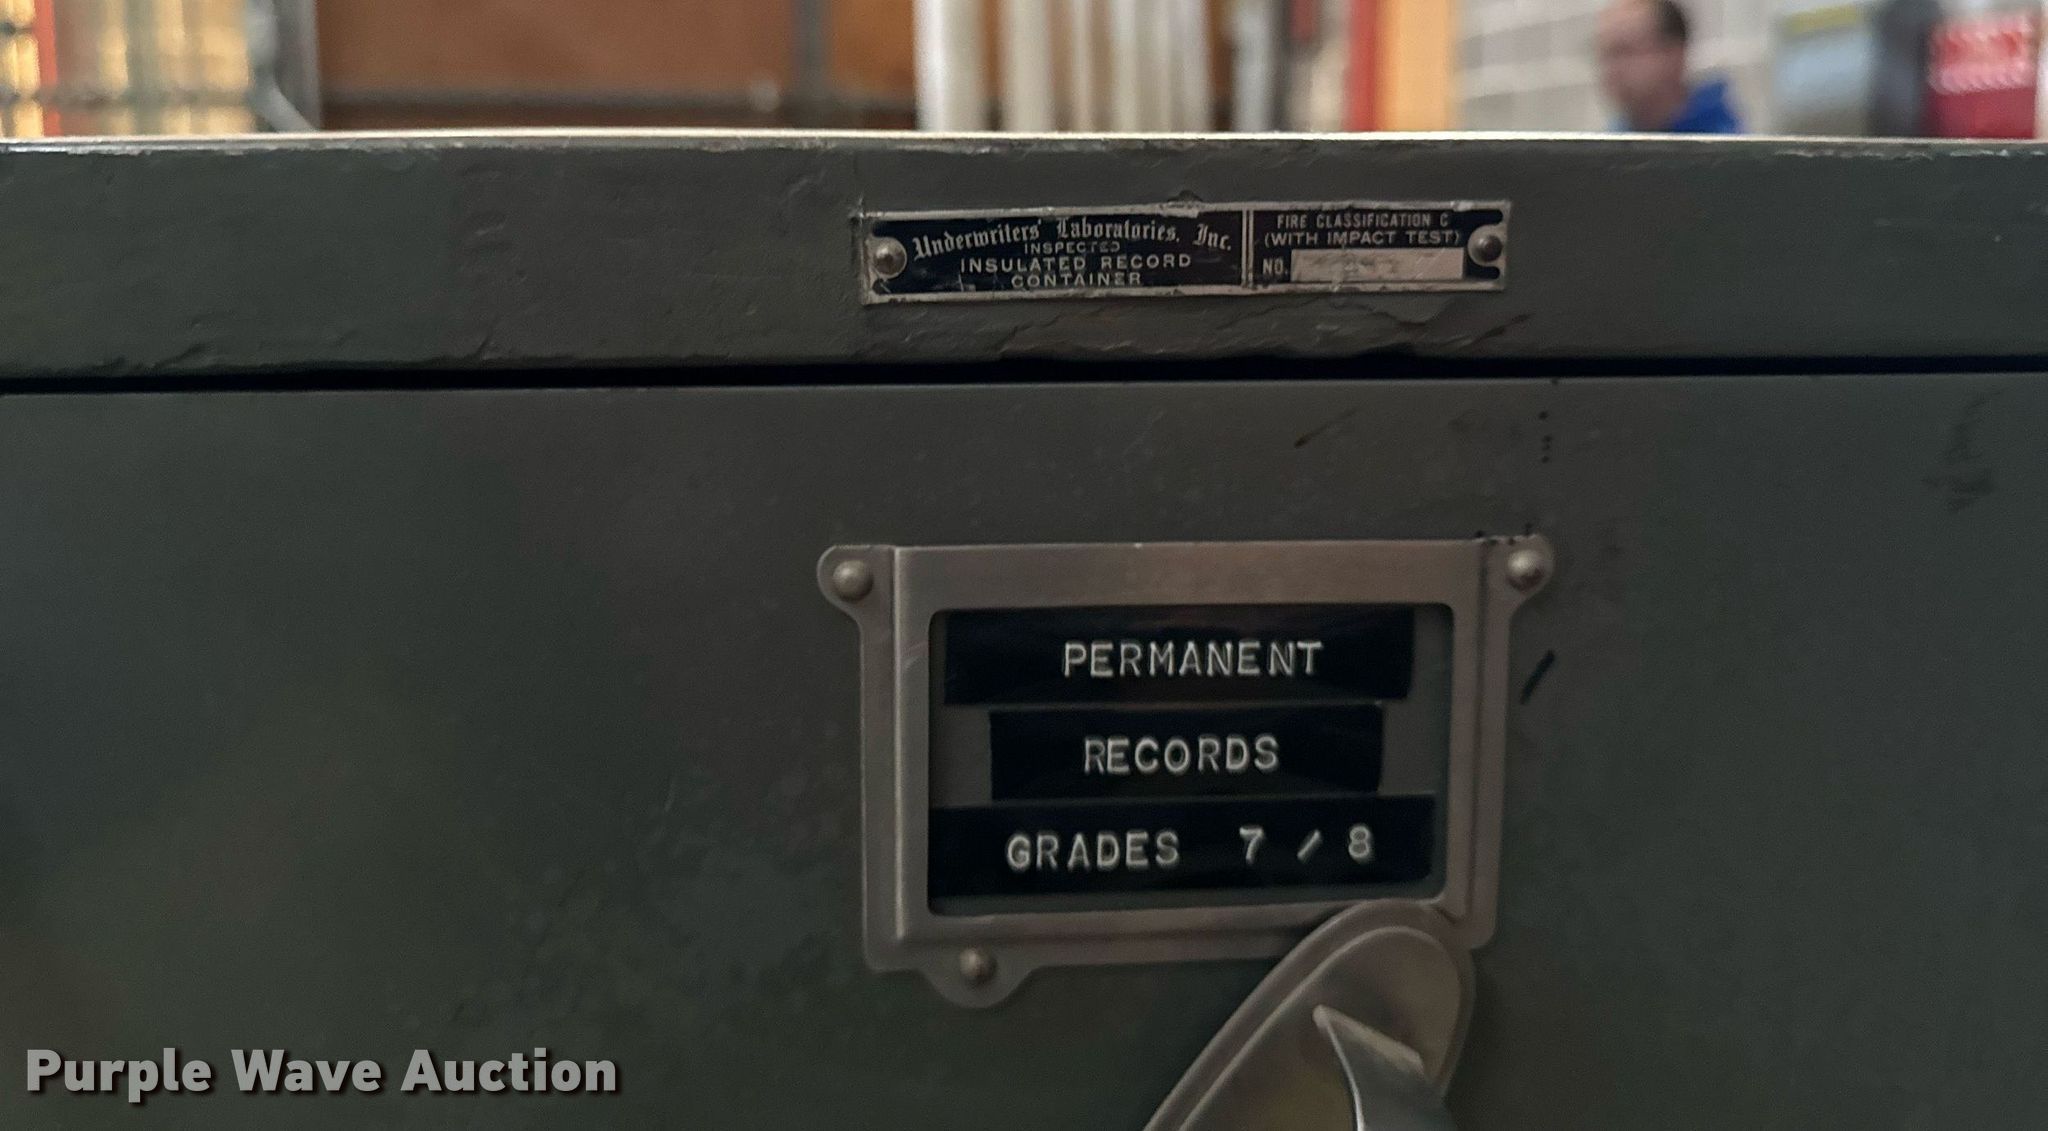 Underwriters' Laboratories, Inc.
INSPECTED
INSULATED RECORD
CONTAINER
FIRE CLASSIFICATION C
(WITH IMPACT TEST)
NO.
PERMANENT
RECORDS
GRADES 7 / 8
Purple Wave Auction